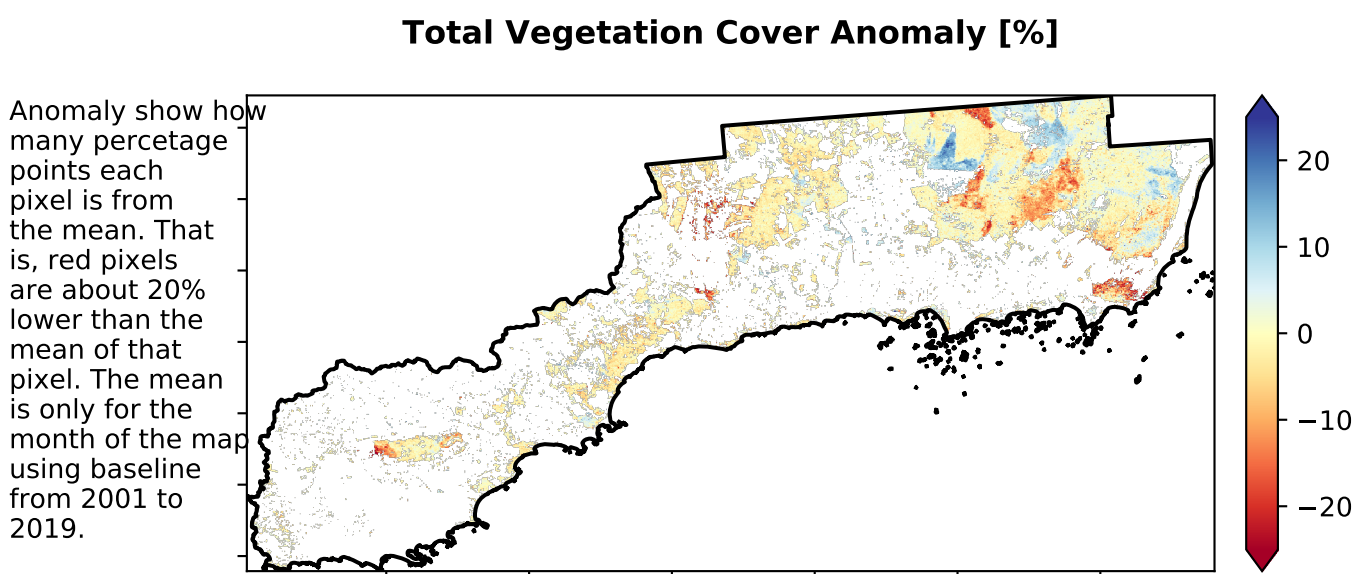 Total Vegetation Cover Anomaly [%]
Anomaly show how
many percetage
points each
pixel is from
the mean. That
is, red pixels
are about 20%
lower than the
mean of that
pixel. The mean
is only for the
month of the map
using baseline
from 2001 to
2019.
20
10
0
−10
−20